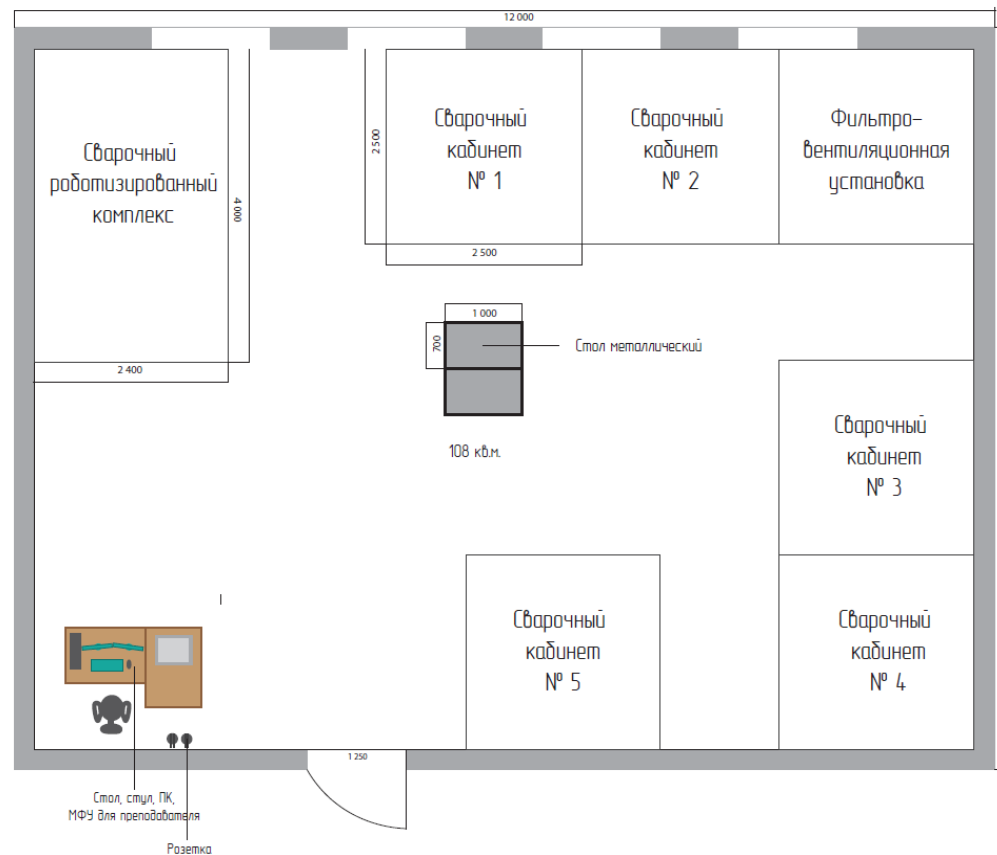 12 000
Сварочный
роботизированный
комплекс
4 000
2 400
2 500
Сварочный
кабинет
№ 1
2 500
Сварочный
кабинет
№ 2
Фильтро-
вентиляционная
установка
1 000
700
Стол металлический
108 кв.м.
Сварочный
кабинет
№ 3
Сварочный
кабинет
№ 5
Сварочный
кабинет
№ 4
1 250
Стол, стул, ПК,
МФУ для преподавателя
Розетка